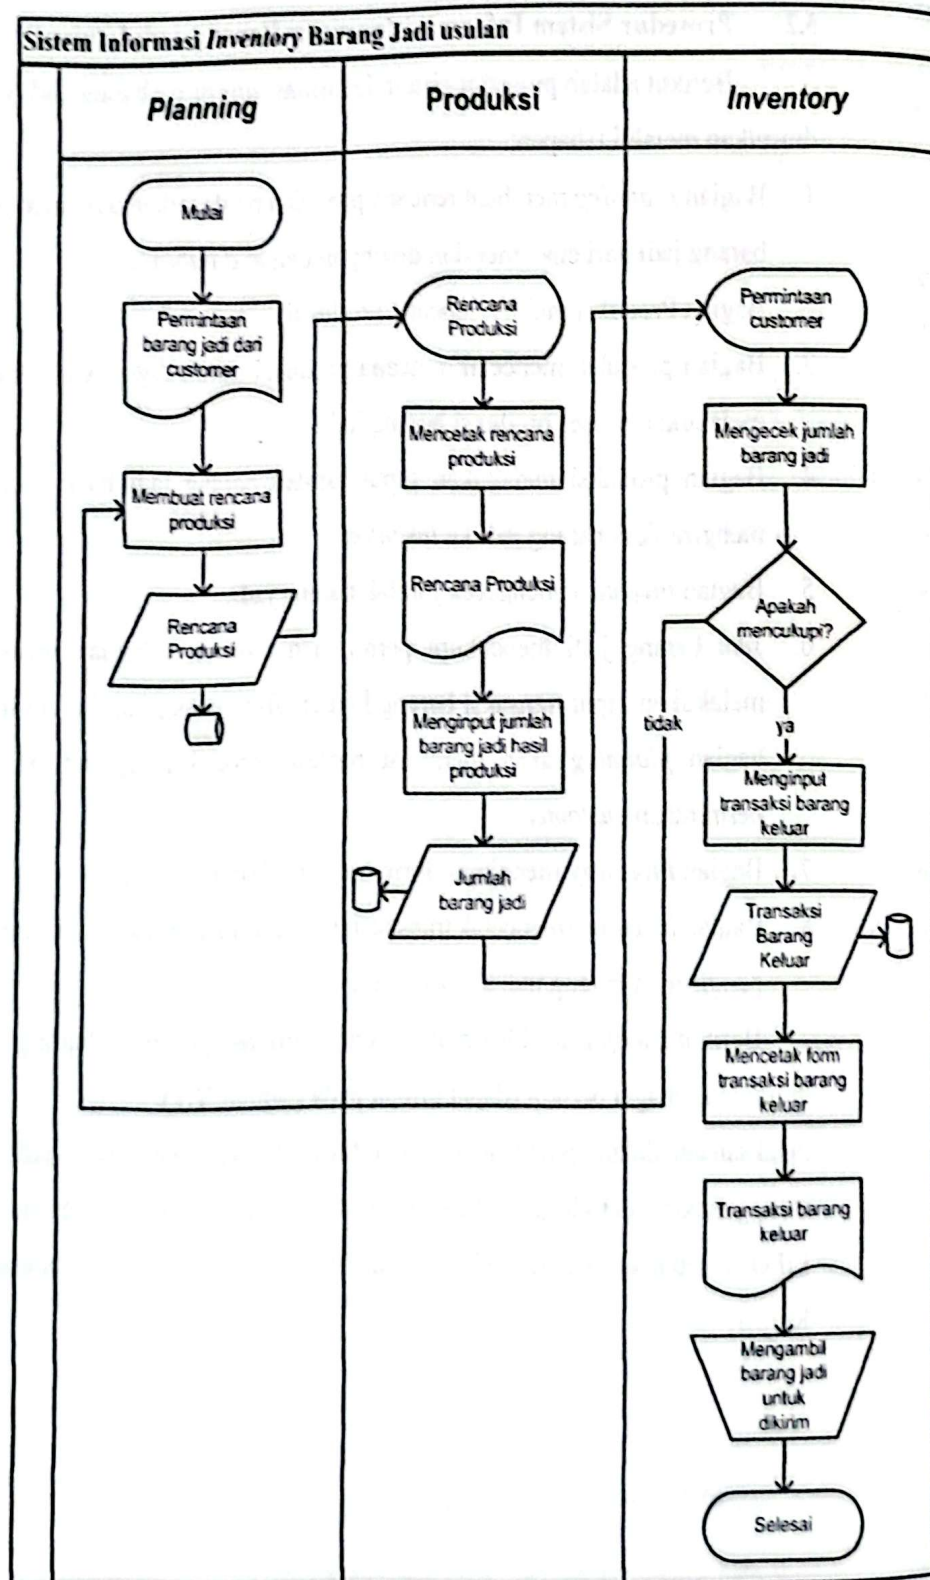 Sistem Informasi Inventory Barang Jadi usulan
Planning
Produksi
Inventory
Mulai
Permintaan
barang jadi dari
customer
Membuat rencana
produksi
Rencana
Produksi
Rencana
Produksi
Mencetak rencana
produksi
Rencana Produksi
Menginput jumlah
barang jadi hasil
produksi
Jumlah
barang jadi
Permintaan
customer
Mengecek jumlah
barang jadi
Apakah
mencukupi?
tidak
ya
Menginput
transaksi barang
keluar
Transaksi
Barang
Keluar
Mencetak form
transaksi barang
keluar
Transaksi barang
keluar
Mengambil
barang jadi
untuk
dikirim
Selesai